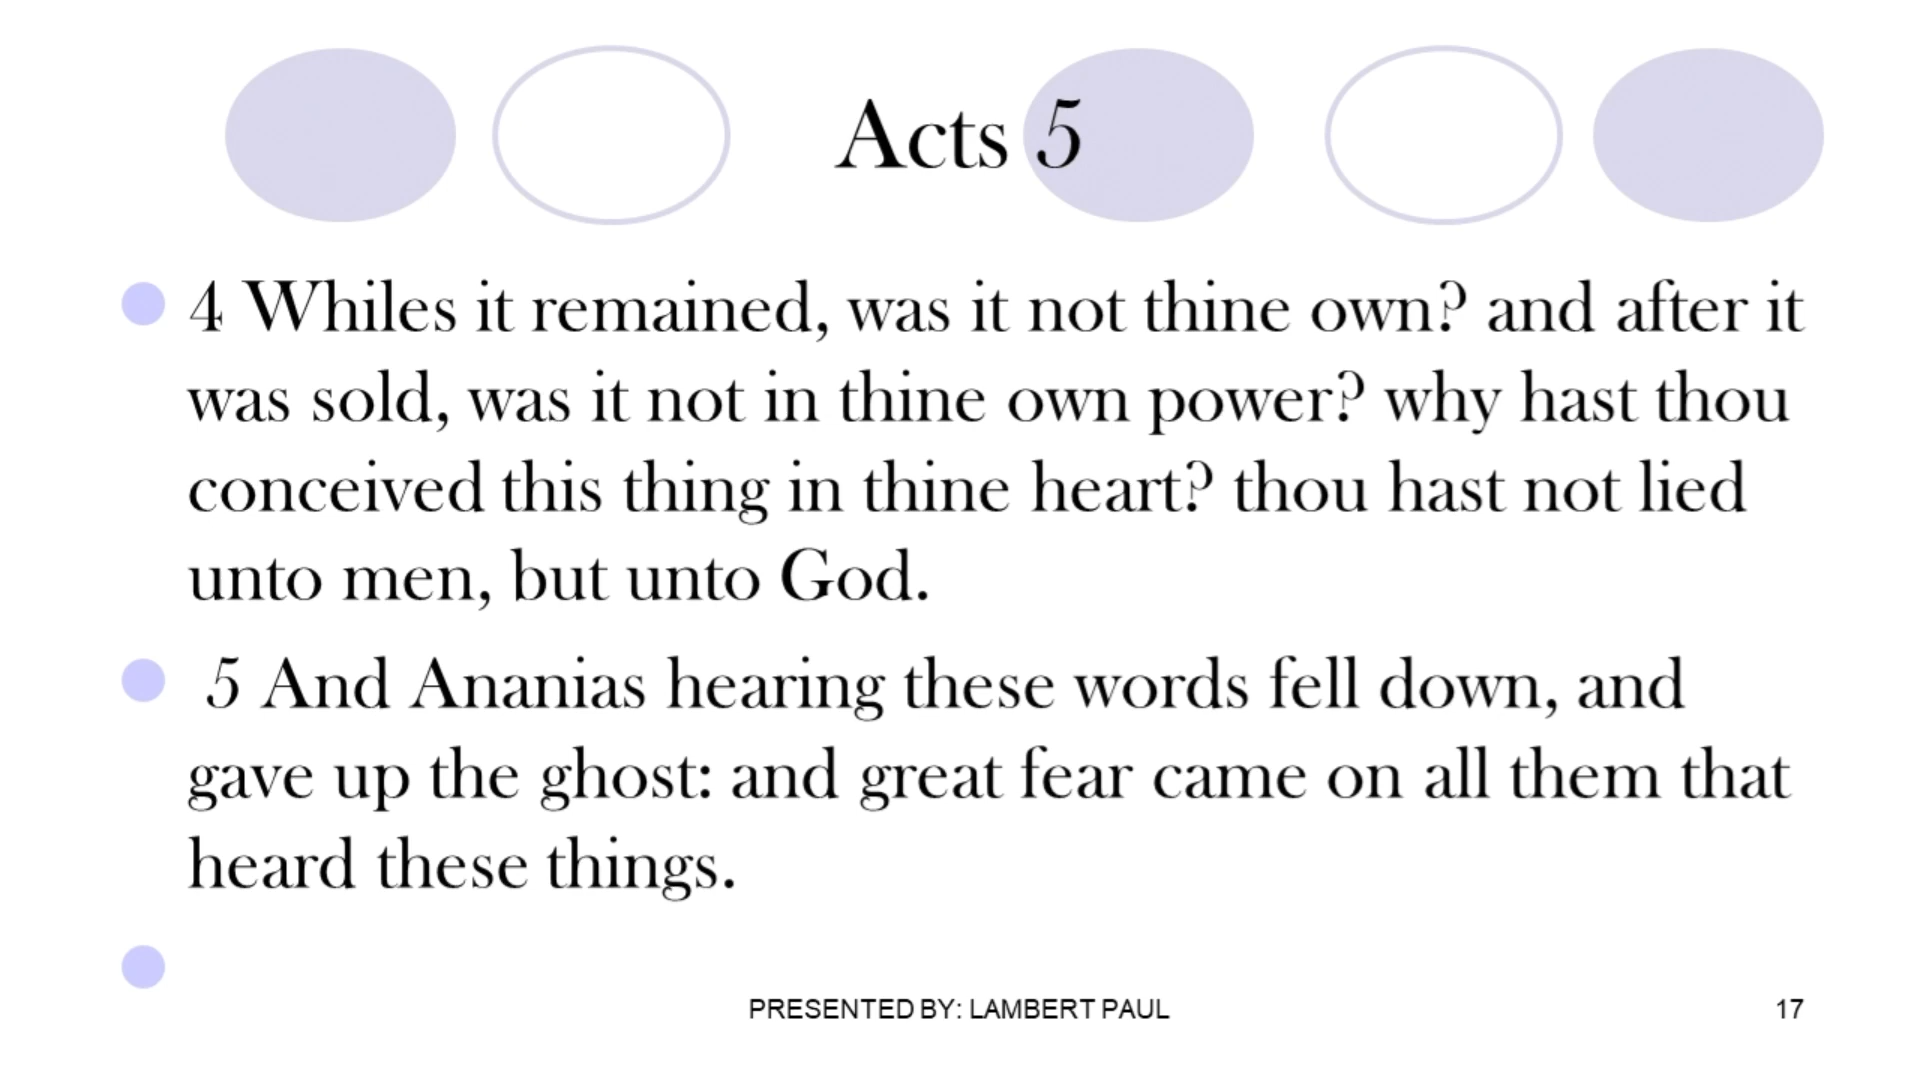 Acts 5
4 Whiles it remained, was it not thine own? and after it
was sold, was it not in thine own power? why hast thou
conceived this thing in thine heart? thou hast not lied
unto men, but unto God.
5 And Ananias hearing these words fell down, and
gave up the ghost: and great fear came on all them that
heard these things.
PRESENTED BY: LAMBERT PAUL
17